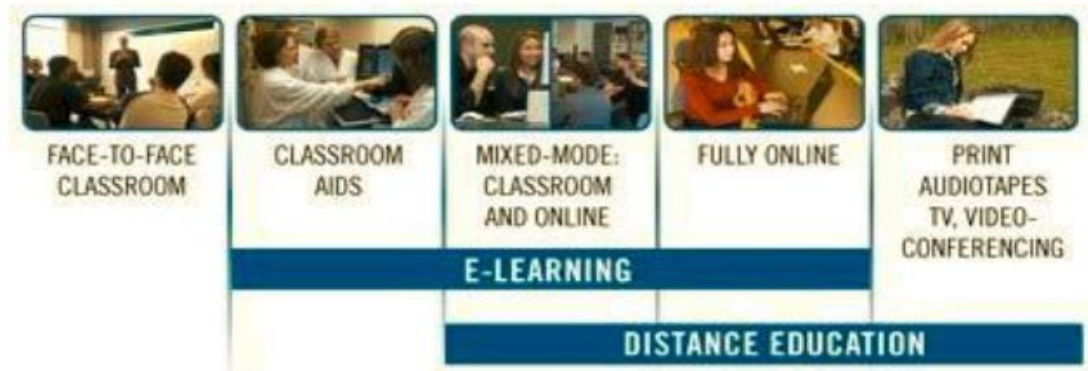 FACE-TO-FACE
CLASSROOM
CLASSROOM
AIDS
MIXED-MODE:
CLASSROOM
AND ONLINE
FULLY ONLINE
PRINT
AUDIOTAPES
TV, VIDEO-
CONFERENCING
E-LEARNING
DISTANCE EDUCATION